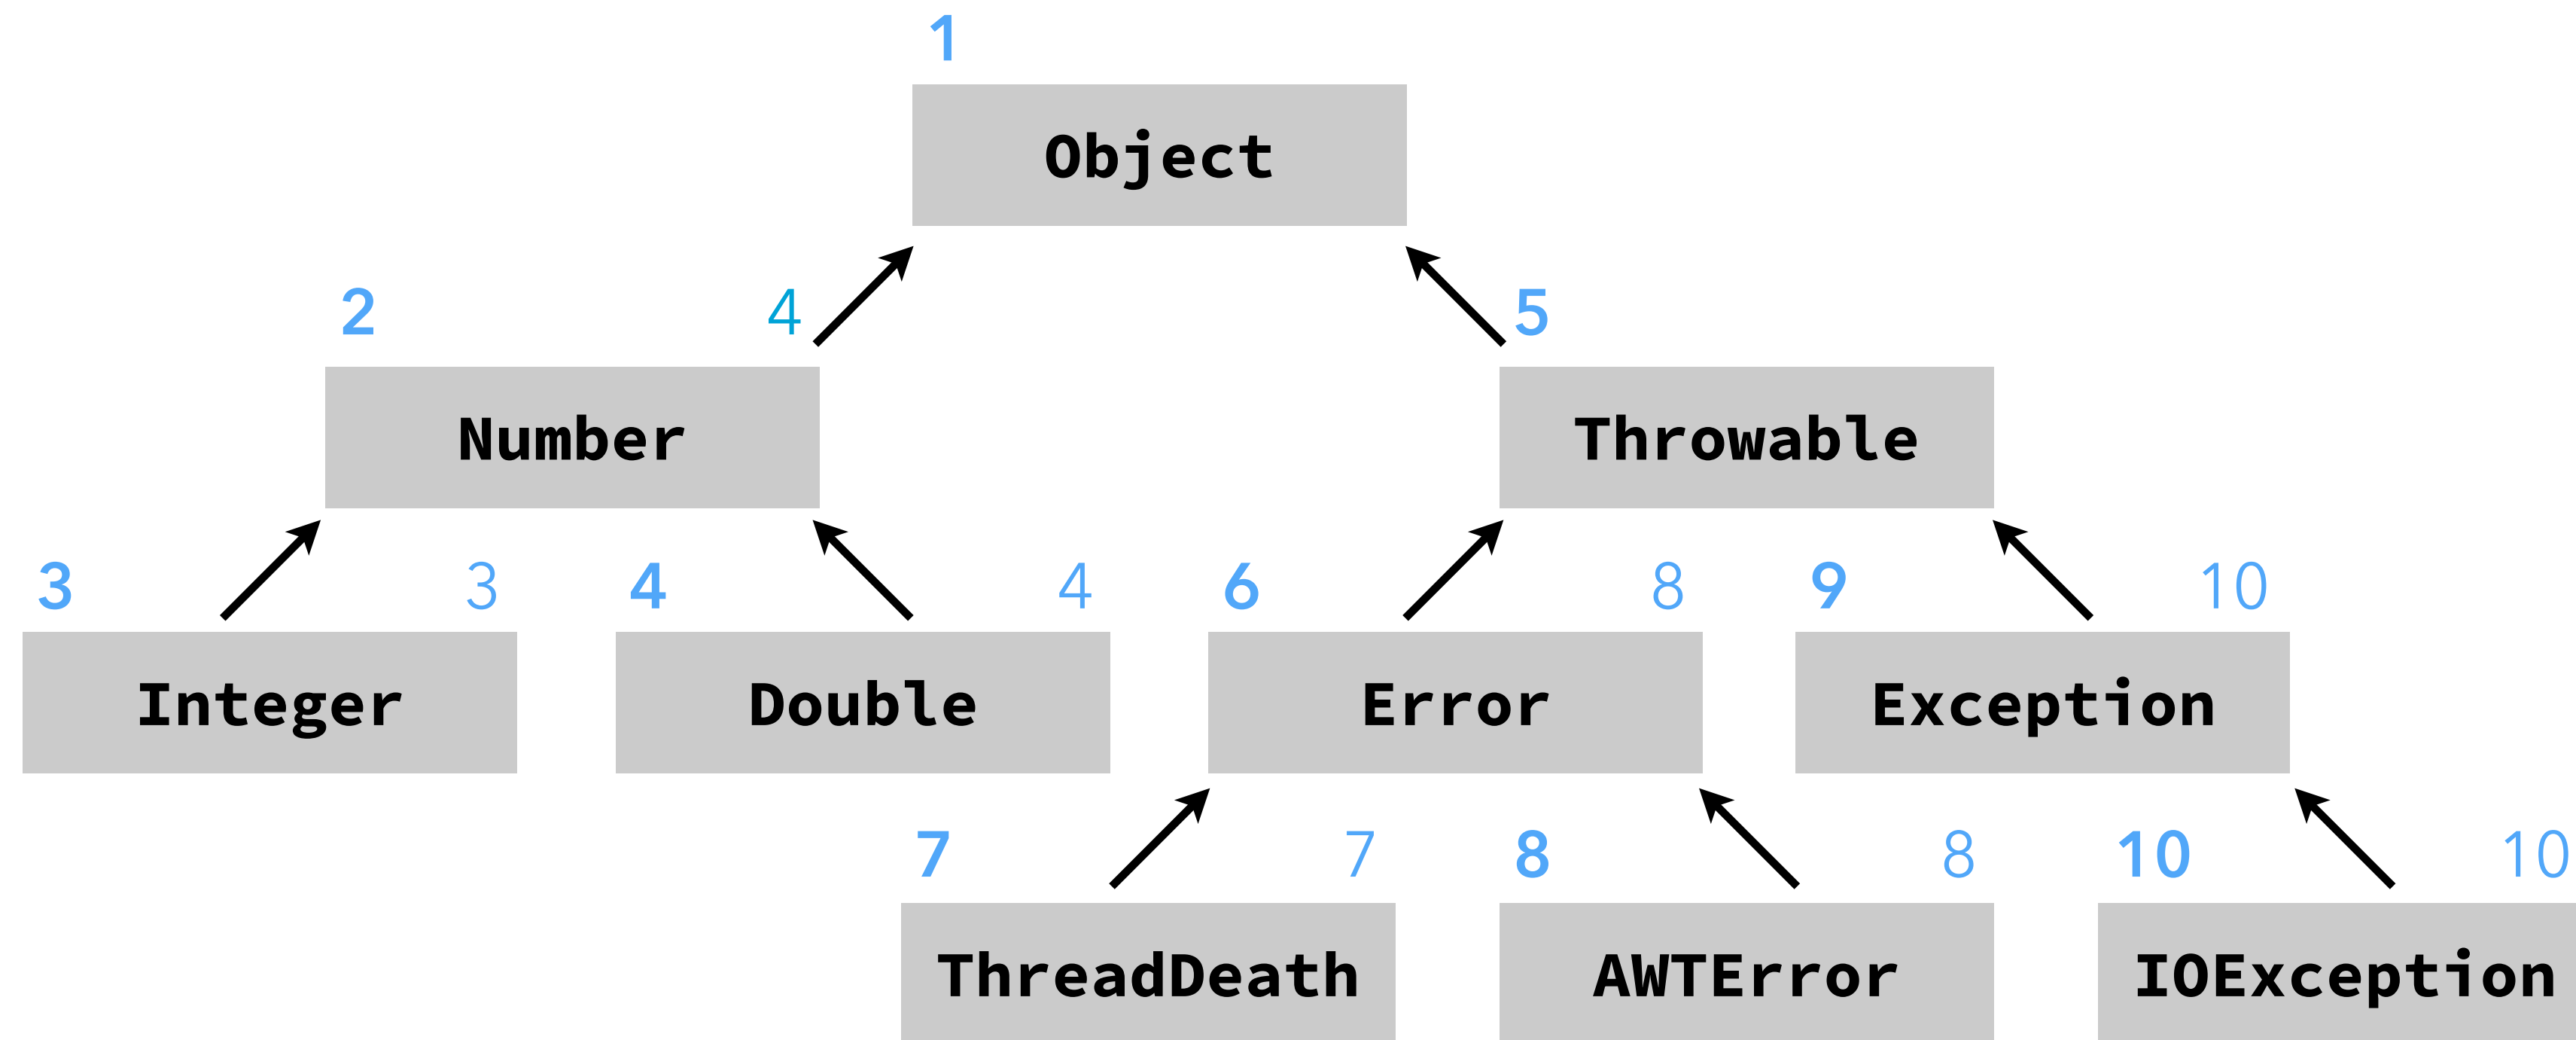 1
Object
2 4 5
Number Throwable
3 3 4 4 6 8 9 10
Integer Double Error Exception
7 7 8 8 10 10
ThreadDeath AWTError IOException